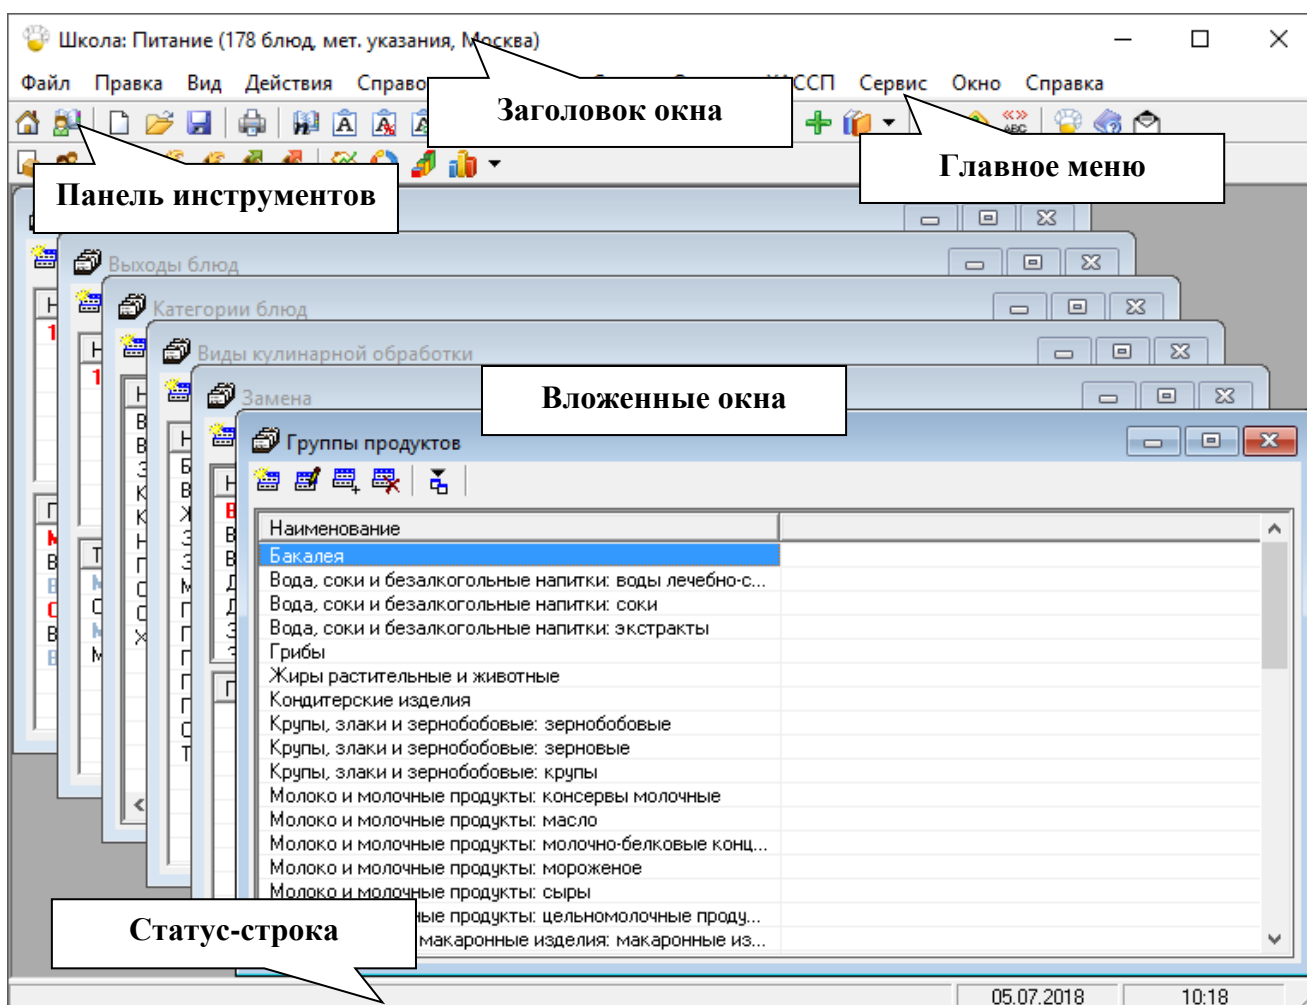 Школа: Питание (178 блюд, мет. указания, Москва)
Файл Правка Вид Действия Сервис Окно Справка
Заголовок окна
Главное меню
Панель инструментов
Выходы блюд
Категории блюд
Виды кулинарной обработки
Замена
Вложенные окна
Группы продуктов
Наименование
Бакалея
Вода, соки и безалкогольные напитки: воды лечебно-с...
Вода, соки и безалкогольные напитки: соки
Вода, соки и безалкогольные напитки: экстракты
Грибы
Жиры растительные и животные
Кондитерские изделия
Крупы, злаки и зернобобовые: зернобобовые
Крупы, злаки и зернобобовые: зерновые
Крупы, злаки и зернобобовые: крупы
Молоко и молочные продукты: консервы молочные
Молоко и молочные продукты: масло
Молоко и молочные продукты: молочно-белковые конц...
Молоко и молочные продукты: мороженое
Молоко и молочные продукты: сыры
продукты: цельномолочные проду...
макаронные изделия: макаронные из...
Статус-строка
05.07.2018 10:18